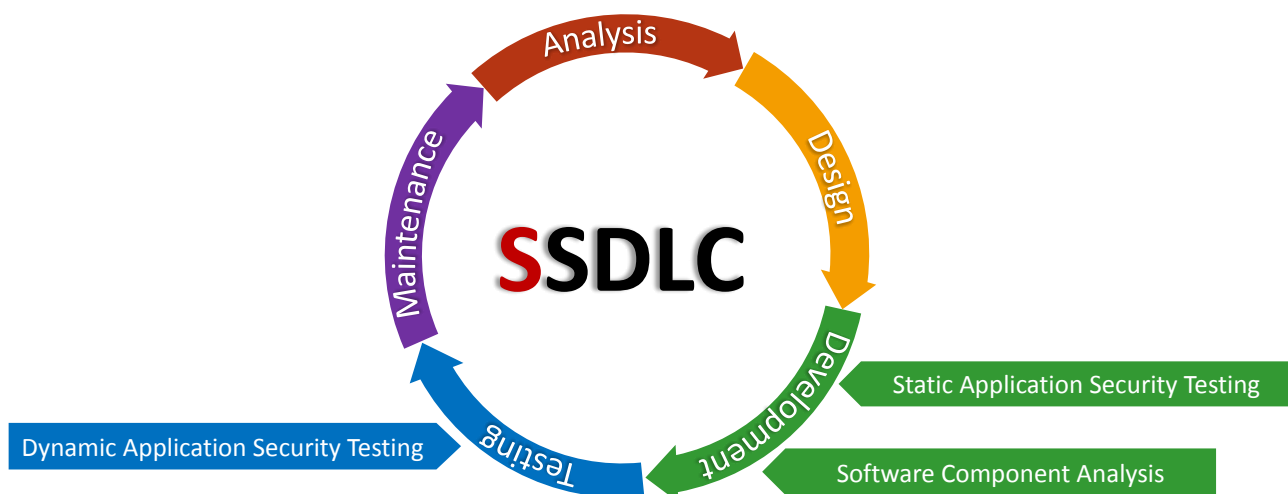 Analysis
Design
Maintenance
SSDLC
Development
Static Application Security Testing
Dynamic Application Security Testing
Testing
Software Component Analysis